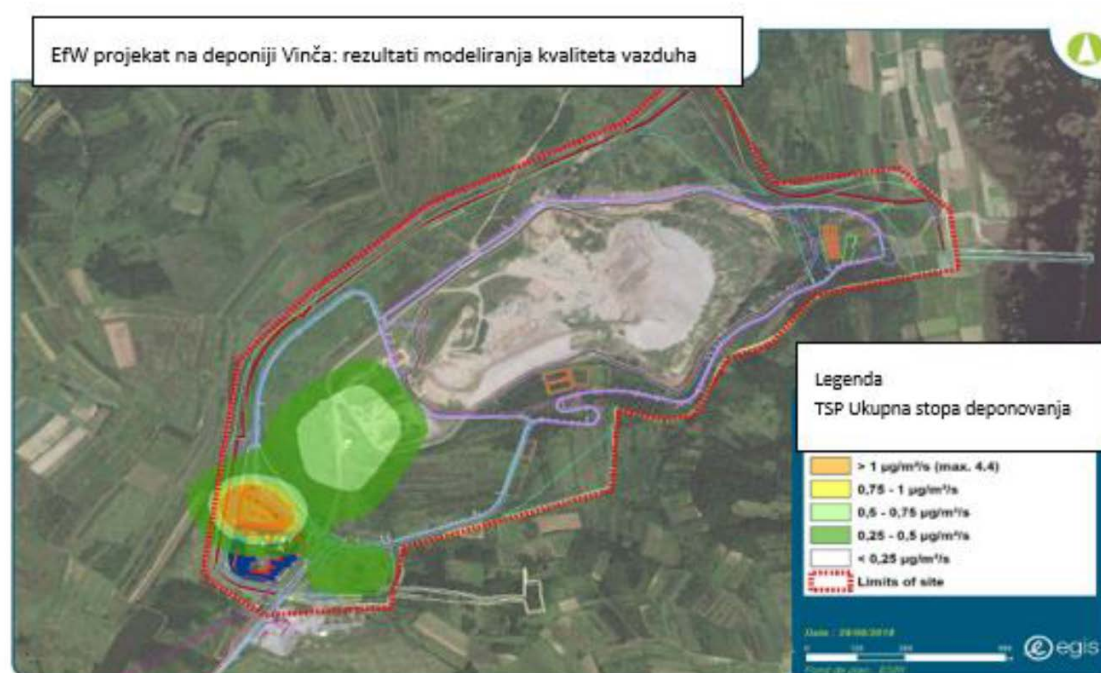 EfW projekat na deponiji Vinča: rezultati modeliranja kvaliteta vazduha
Legenda
TSP Ukupna stopa deponovanja
> 1 µg/m²/s (max. 4.4)
0,75 - 1 µg/m²/s
0,5 - 0,75 µg/m²/s
0,25 - 0,5 µg/m²/s
< 0,25 µg/m²/s
Limits of site
egis